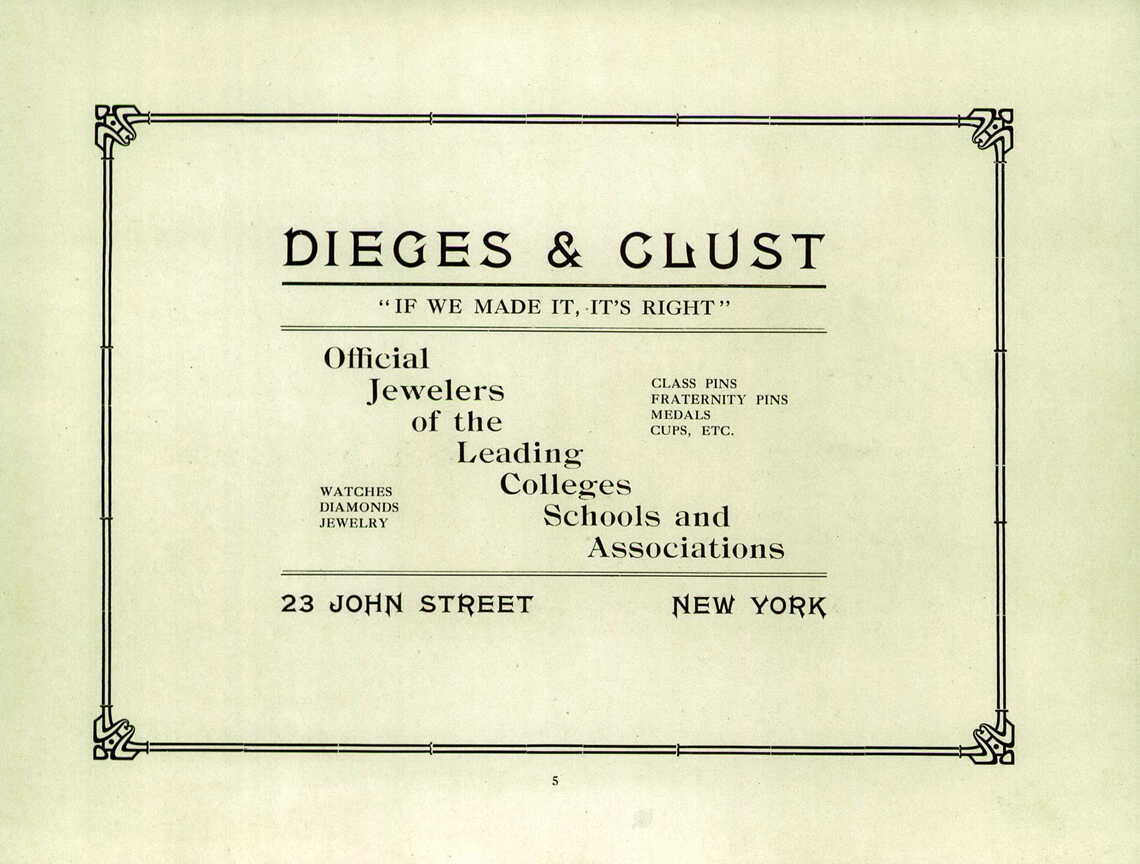 DIEGES & CLUST
"IF WE MADE IT, IT'S RIGHT"
Official
Jewelers
of the
Leading
Colleges
Schools and
Associations
CLASS PINS
FRATERNITY PINS
MEDALS
CUPS, ETC.
WATCHES
DIAMONDS
JEWELRY
23 JOHN STREET NEW YORK
5